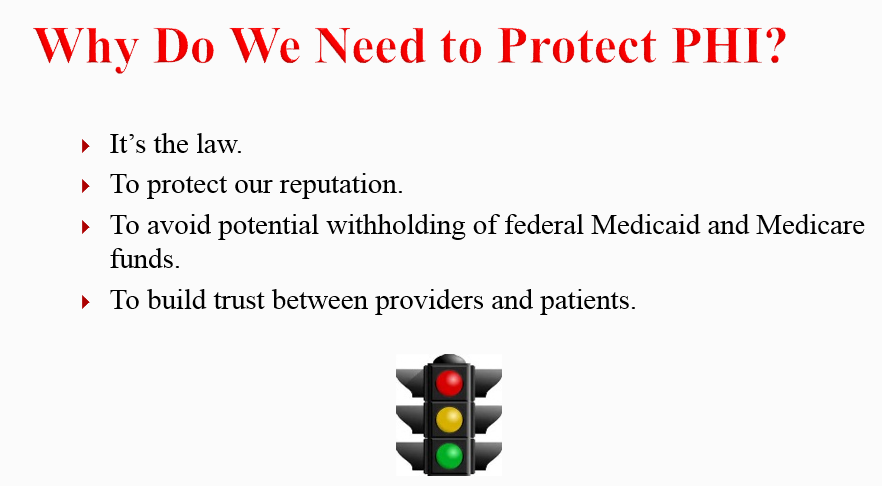 Why Do We Need to Protect PHI?
It’s the law.
To protect our reputation.
To avoid potential withholding of federal Medicaid and Medicare
funds.
To build trust between providers and patients.